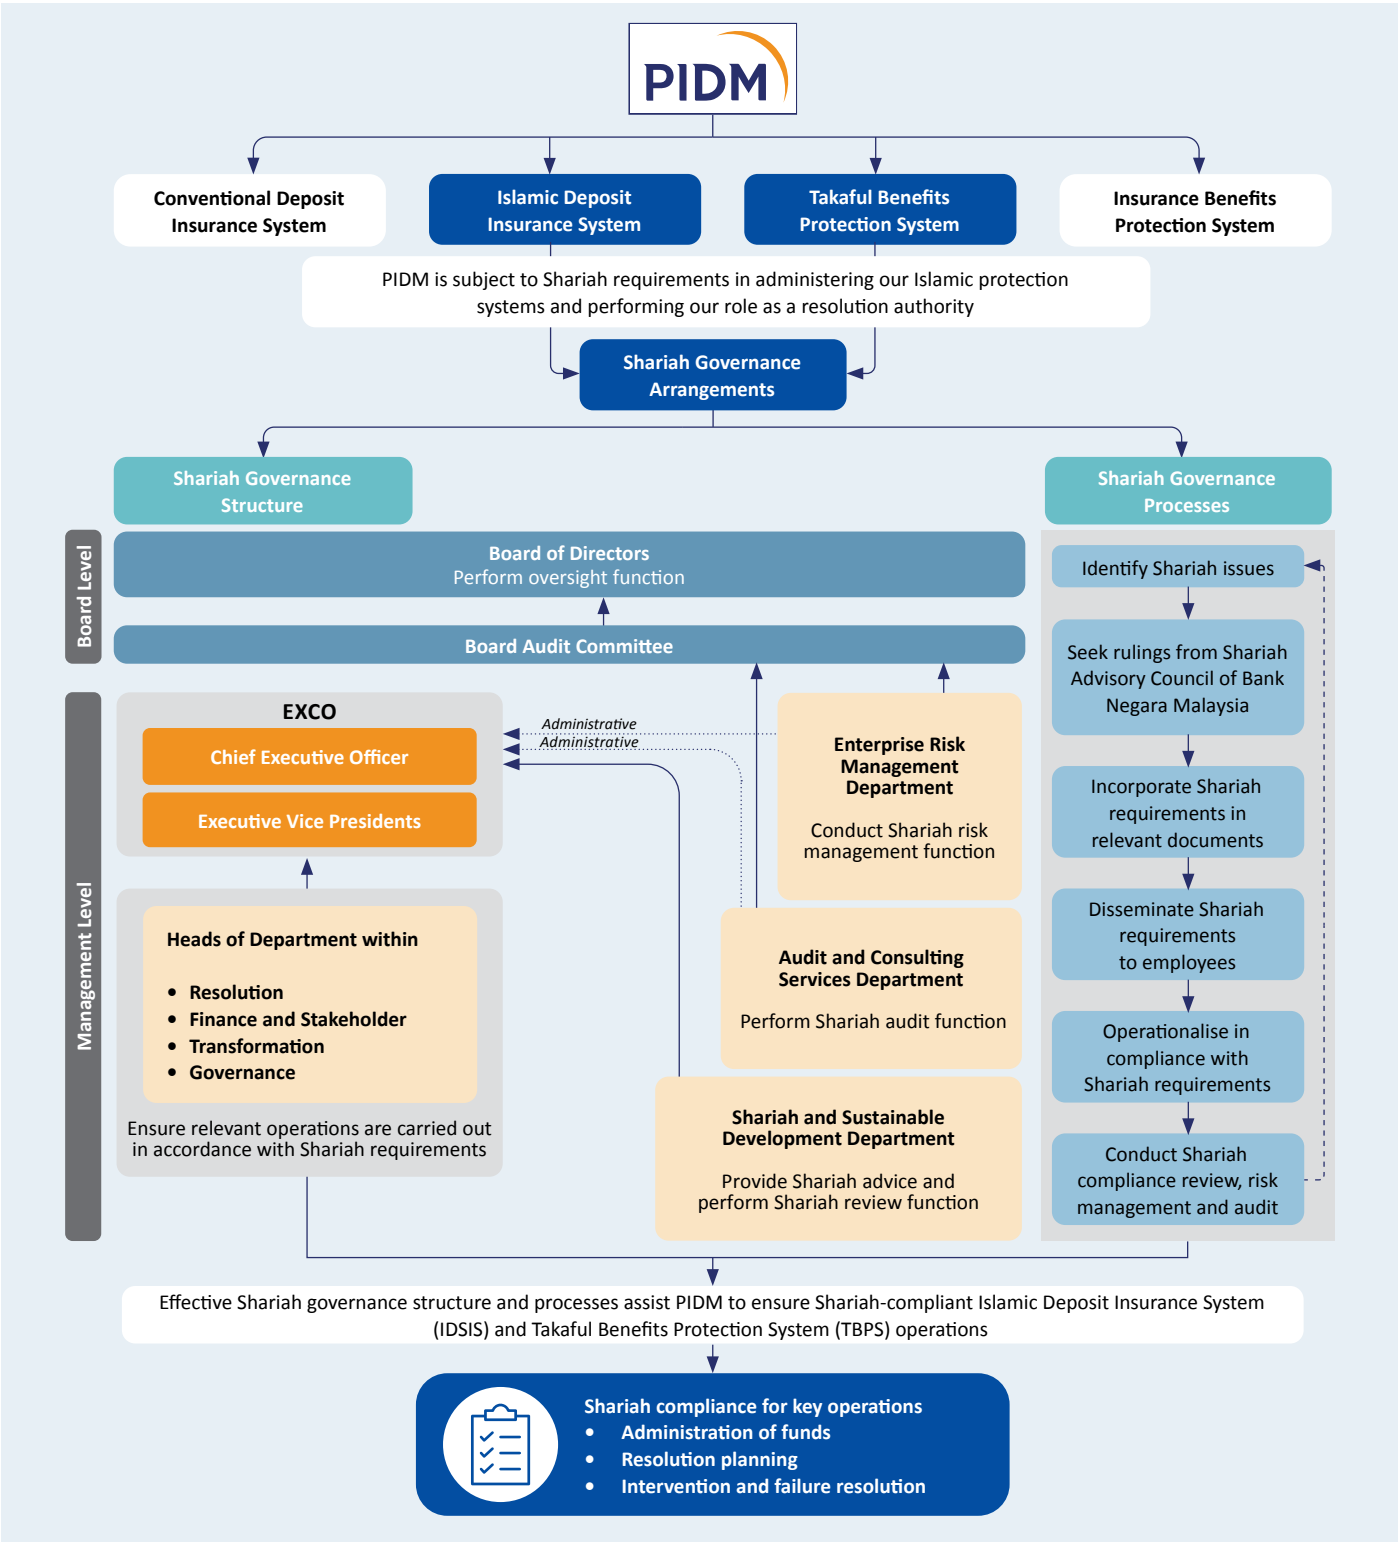 PIDM
Conventional Deposit
Insurance System
Islamic Deposit
Insurance System
Takaful Benefits
Protection System
Insurance Benefits
Protection System
PIDM is subject to Shariah requirements in administering our Islamic protection
systems and performing our role as a resolution authority
Shariah Governance
Arrangements
Shariah Governance
Structure
Shariah Governance
Processes
Board Level
Board of Directors
Perform oversight function
Board Audit Committee
Management Level
EXCO
Chief Executive Officer
Executive Vice Presidents
Administrative
Administrative
Heads of Department within
• Resolution
• Finance and Stakeholder
• Transformation
• Governance
Ensure relevant operations are carried out
in accordance with Shariah requirements
Enterprise Risk
Management
Department
Conduct Shariah risk
management function
Audit and Consulting
Services Department
Perform Shariah audit function
Shariah and Sustainable
Development Department
Provide Shariah advice and
perform Shariah review function
Identify Shariah issues
Seek rulings from Shariah
Advisory Council of Bank
Negara Malaysia
Incorporate Shariah
requirements in
relevant documents
Disseminate Shariah
requirements
to employees
Operationalise in
compliance with
Shariah requirements
Conduct Shariah
compliance review, risk
management and audit
Effective Shariah governance structure and processes assist PIDM to ensure Shariah-compliant Islamic Deposit Insurance System
(IDSIS) and Takaful Benefits Protection System (TBPS) operations
Shariah compliance for key operations
• Administration of funds
• Resolution planning
• Intervention and failure resolution